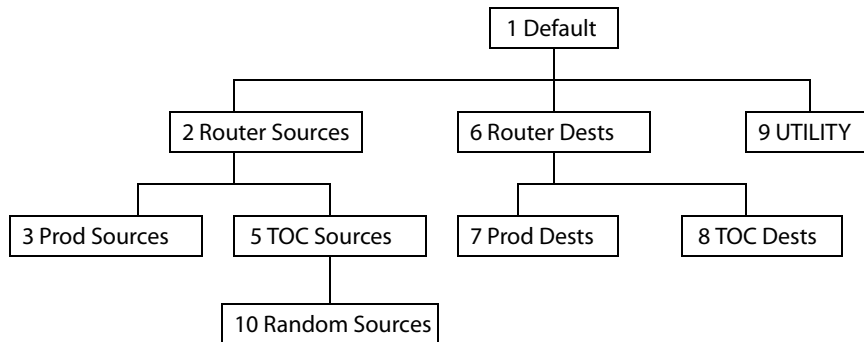 1 Default
2 Router Sources
6 Router Dests
9 UTILITY
3 Prod Sources
5 TOC Sources
7 Prod Dests
8 TOC Dests
10 Random Sources